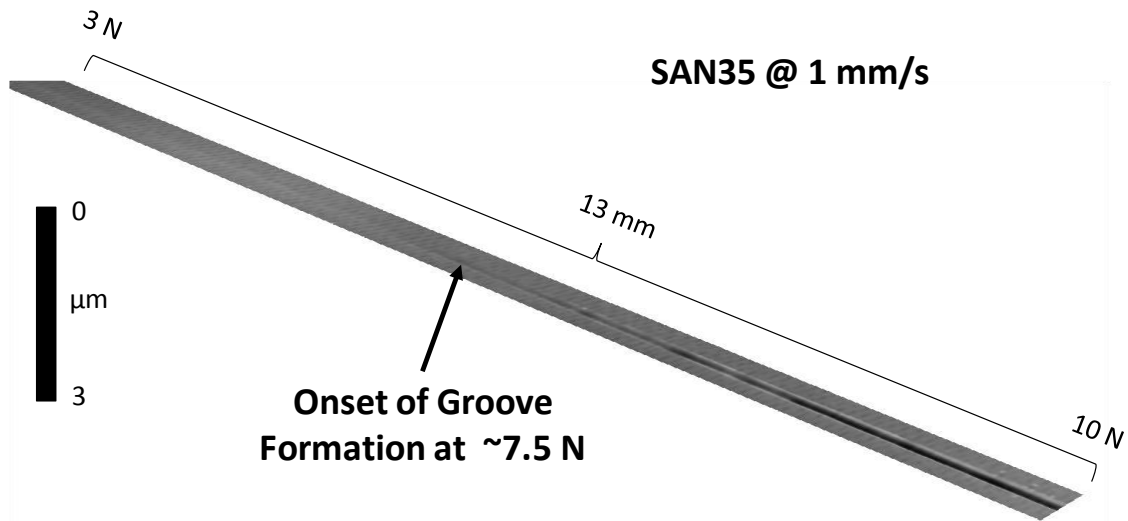 3 N
SAN35 @ 1 mm/s
13 mm
0
μm
3
Onset of Groove
Formation at ~7.5 N
10 N